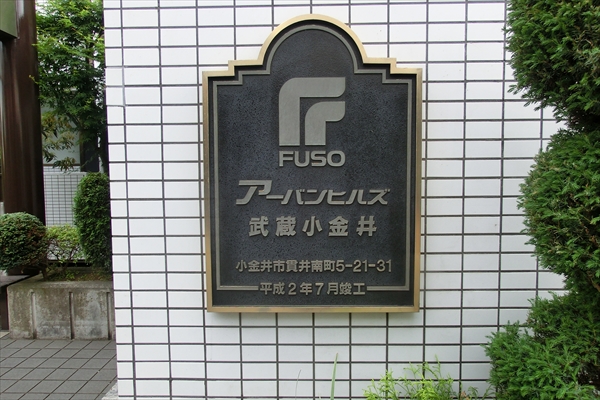 FUSO
アーバンヒルズ
武蔵小金井
小金井市貫井南町5-21-31
平成2年7月竣工